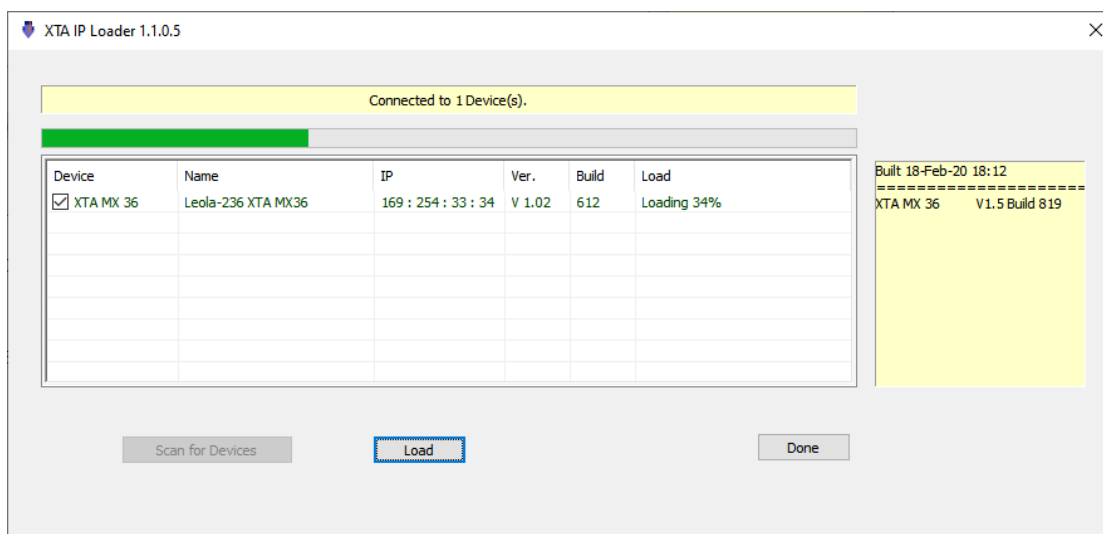 XTA IP Loader 1.1.0.5
Connected to 1 Device(s).
Device Name IP Ver. Build Load
XTA MX 36 Leola-236 XTA MX36 169 : 254 : 33 : 34 V 1.02 612 Loading 34%
Built 18-Feb-20 18:12
======================
XTA MX 36 V1.5 Build 819
Scan for Devices Load Done